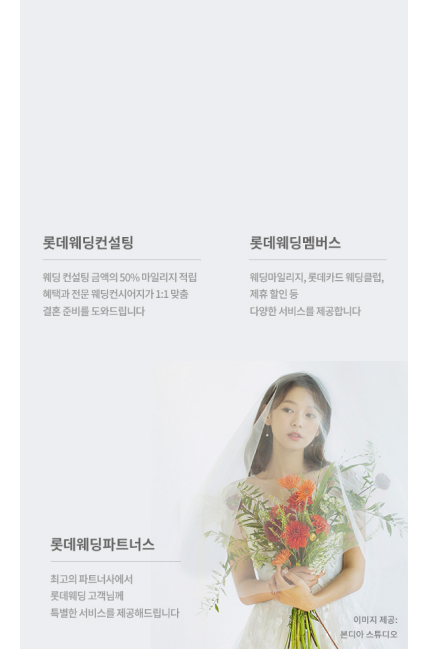 롯데웨딩컨설팅
웨딩 컨설팅 금액의 50% 마일리지 적립
혜택과 전문 웨딩컨시어지가 1:1 맞춤
결혼 준비를 도와드립니다
롯데웨딩멤버스
웨딩마일리지, 롯데카드 웨딩클럽,
제휴 할인 등
다양한 서비스를 제공합니다
롯데웨딩파트너스
최고의 파트너사에서
롯데웨딩 고객님께
특별한 서비스를 제공해드립니다
이미지 제공:
본디아 스튜디오